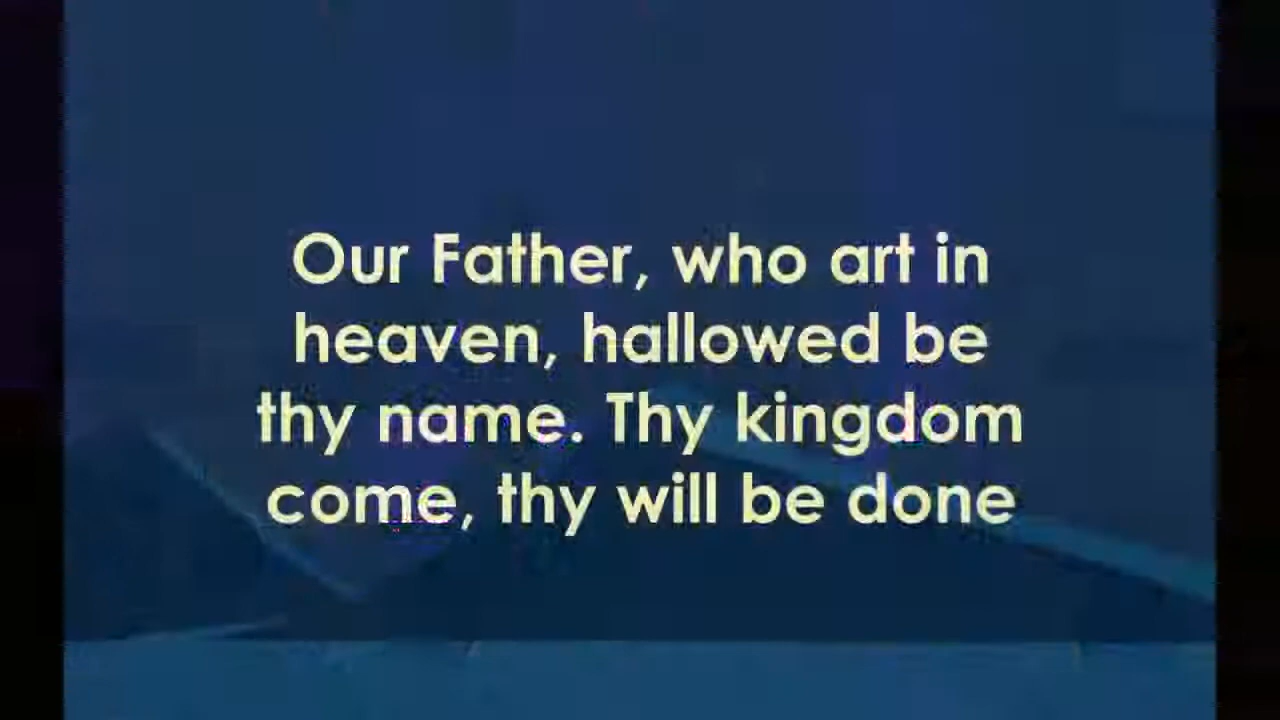 Our Father, who art in
heaven, hallowed be
thy name. Thy kingdom
come, thy will be done